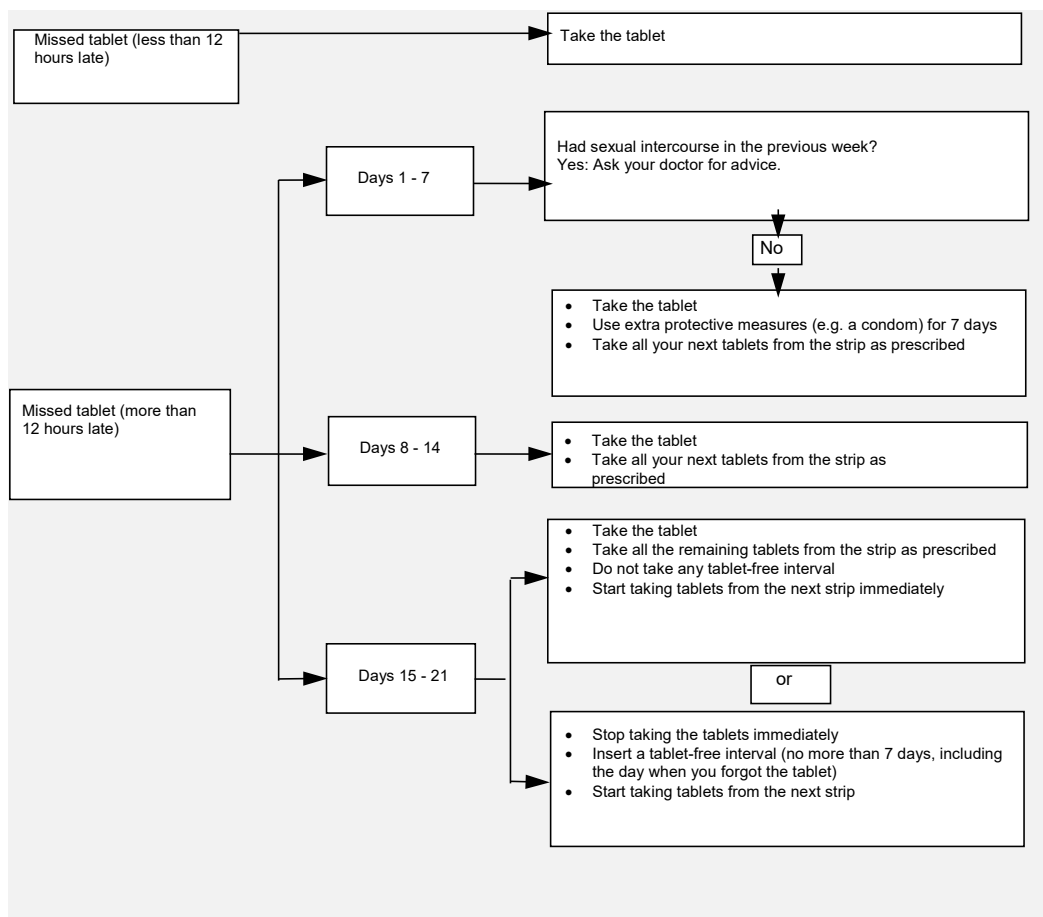 Missed tablet (less than 12
hours late)
Take the tablet
Had sexual intercourse in the previous week?
Yes: Ask your doctor for advice.
Days 1 - 7
No
• Take the tablet
• Use extra protective measures (e.g. a condom) for 7 days
• Take all your next tablets from the strip as prescribed
Missed tablet (more than
12 hours late)
Days 8 - 14
• Take the tablet
• Take all your next tablets from the strip as
prescribed
• Take the tablet
• Take all the remaining tablets from the strip as prescribed
• Do not take any tablet-free interval
• Start taking tablets from the next strip immediately
Days 15 - 21
or
• Stop taking the tablets immediately
• Insert a tablet-free interval (no more than 7 days, including
the day when you forgot the tablet)
• Start taking tablets from the next strip